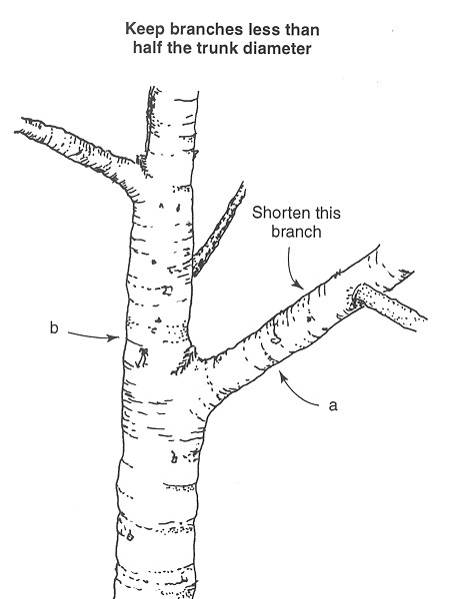 Keep branches less than
half the trunk diameter
Shorten this
branch
b
a